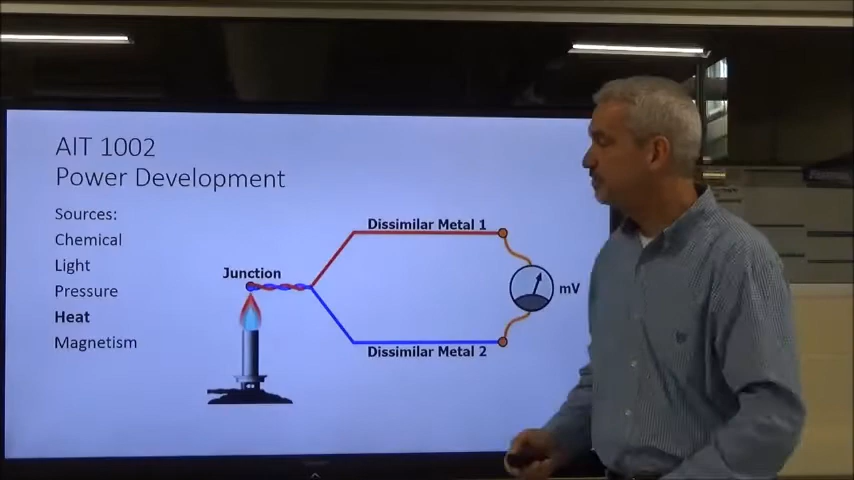 AIT 1002
Power Development
Sources:
Chemical
Light
Pressure
Heat
Magnetism
Junction
Dissimilar Metal 1
mV
Dissimilar Metal 2